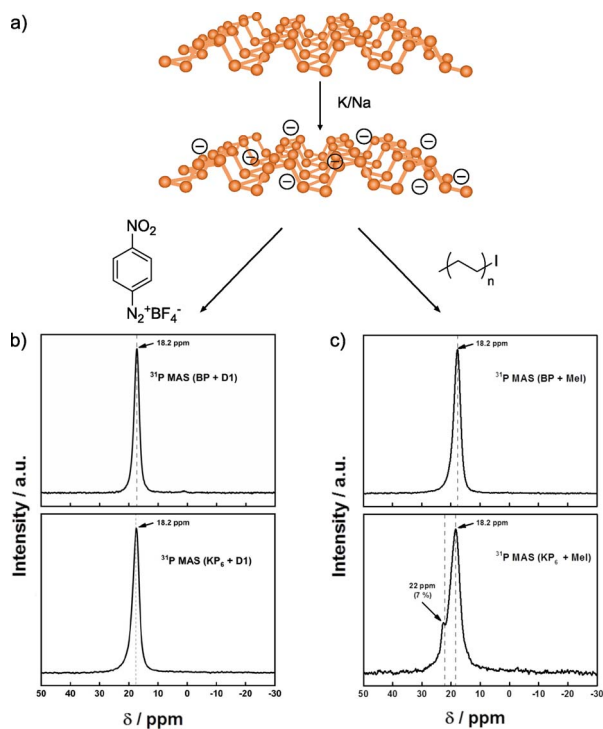 a)
K/Na
NO₂
N₂⁺BF₄⁻
I
n
b)
18.2 ppm
³¹P MAS (BP + D1)
18.2 ppm
³¹P MAS (KP₆ + D1)
Intensity / a.u.
50 40 30 20 10 0 -10 -20 -30
δ / ppm
c)
18.2 ppm
³¹P MAS (BP + MeI)
18.2 ppm
³¹P MAS (KP₆ + MeI)
22 ppm
(7 %)
Intensity / a.u.
50 40 30 20 10 0 -10 -20 -30
δ / ppm